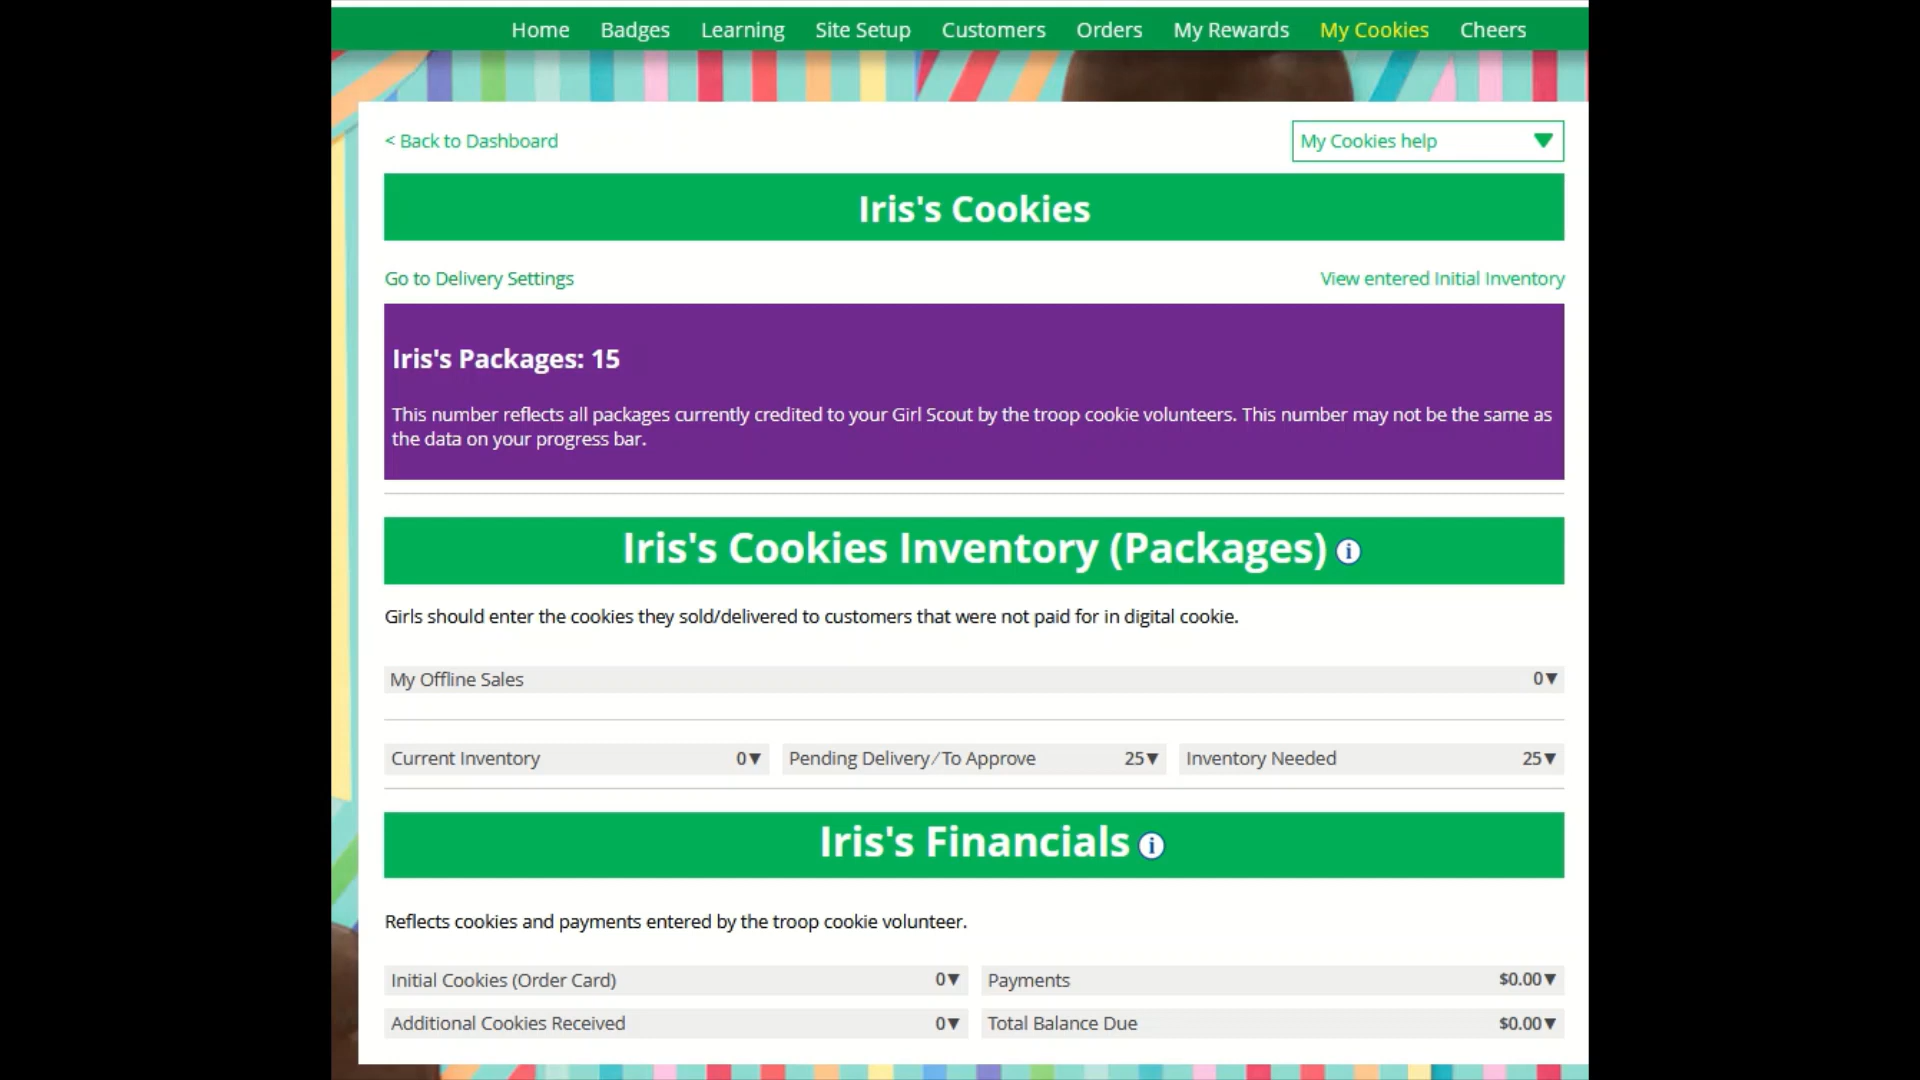 Home Badges Learning Site Setup Customers Orders My Rewards My Cookies Cheers
< Back to Dashboard
My Cookies help
Iris's Cookies
Go to Delivery Settings
View entered Initial Inventory
Iris's Packages: 15
This number reflects all packages currently credited to your Girl Scout by the troop cookie volunteers. This number may not be the same as
the data on your progress bar.
Iris's Cookies Inventory (Packages) i
Girls should enter the cookies they sold/delivered to customers that were not paid for in digital cookie.
My Offline Sales 0▼
Current Inventory 0▼ Pending Delivery/To Approve 25▼ Inventory Needed 25▼
Iris's Financials i
Reflects cookies and payments entered by the troop cookie volunteer.
Initial Cookies (Order Card) 0▼ Payments $0.00▼
Additional Cookies Received 0▼ Total Balance Due $0.00▼